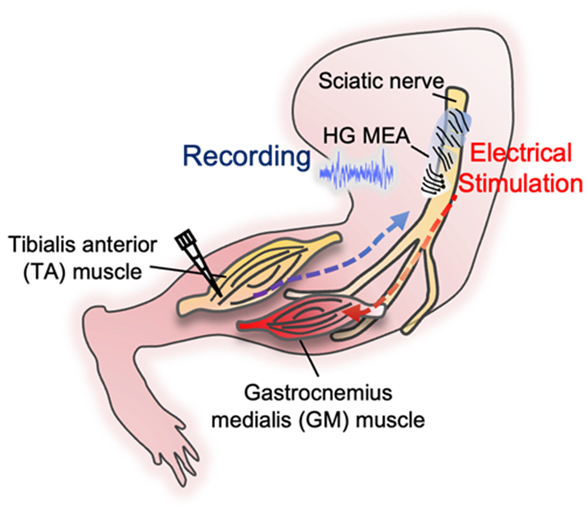 Sciatic nerve
HG MEA
Recording
Electrical
Stimulation
Tibialis anterior
(TA) muscle
Gastrocnemius
medialis (GM) muscle